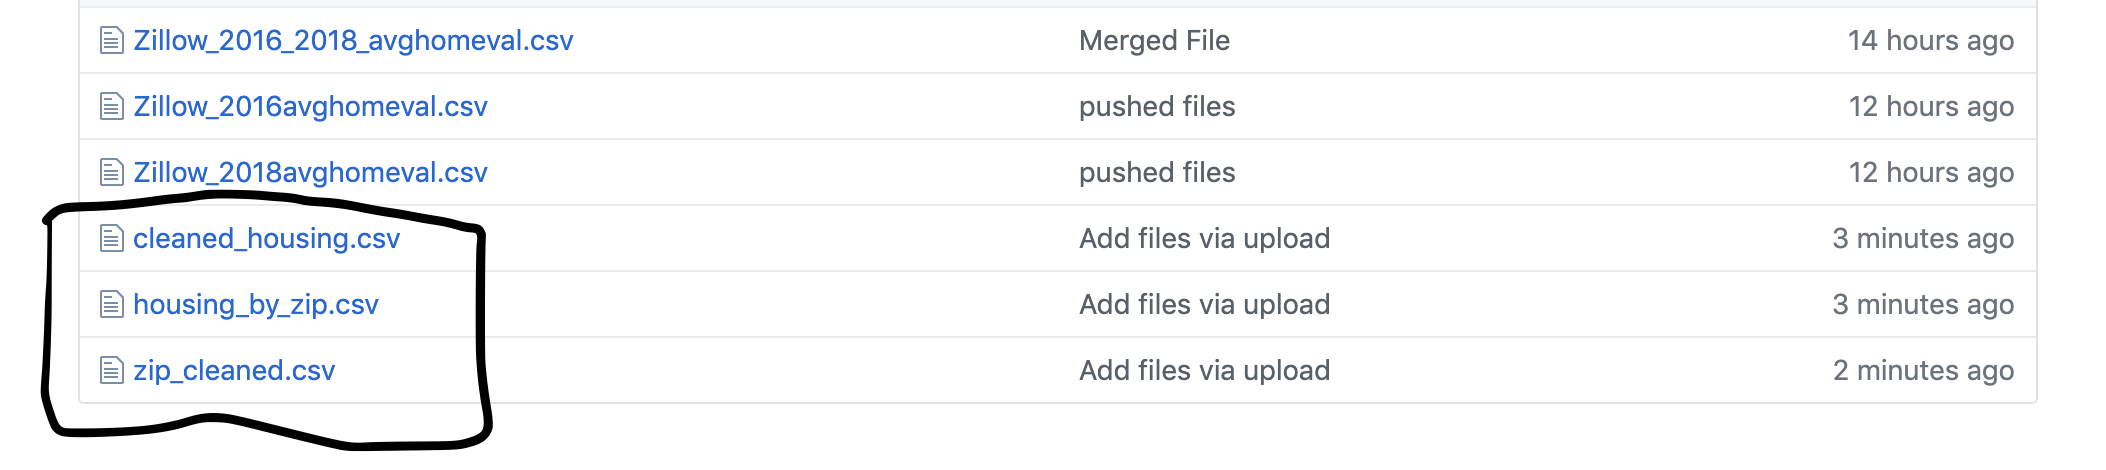 Zillow_2016_2018_avghomeval.csv Merged File 14 hours ago
Zillow_2016avghomeval.csv pushed files 12 hours ago
Zillow_2018avghomeval.csv pushed files 12 hours ago
cleaned_housing.csv Add files via upload 3 minutes ago
housing_by_zip.csv Add files via upload 3 minutes ago
zip_cleaned.csv Add files via upload 2 minutes ago